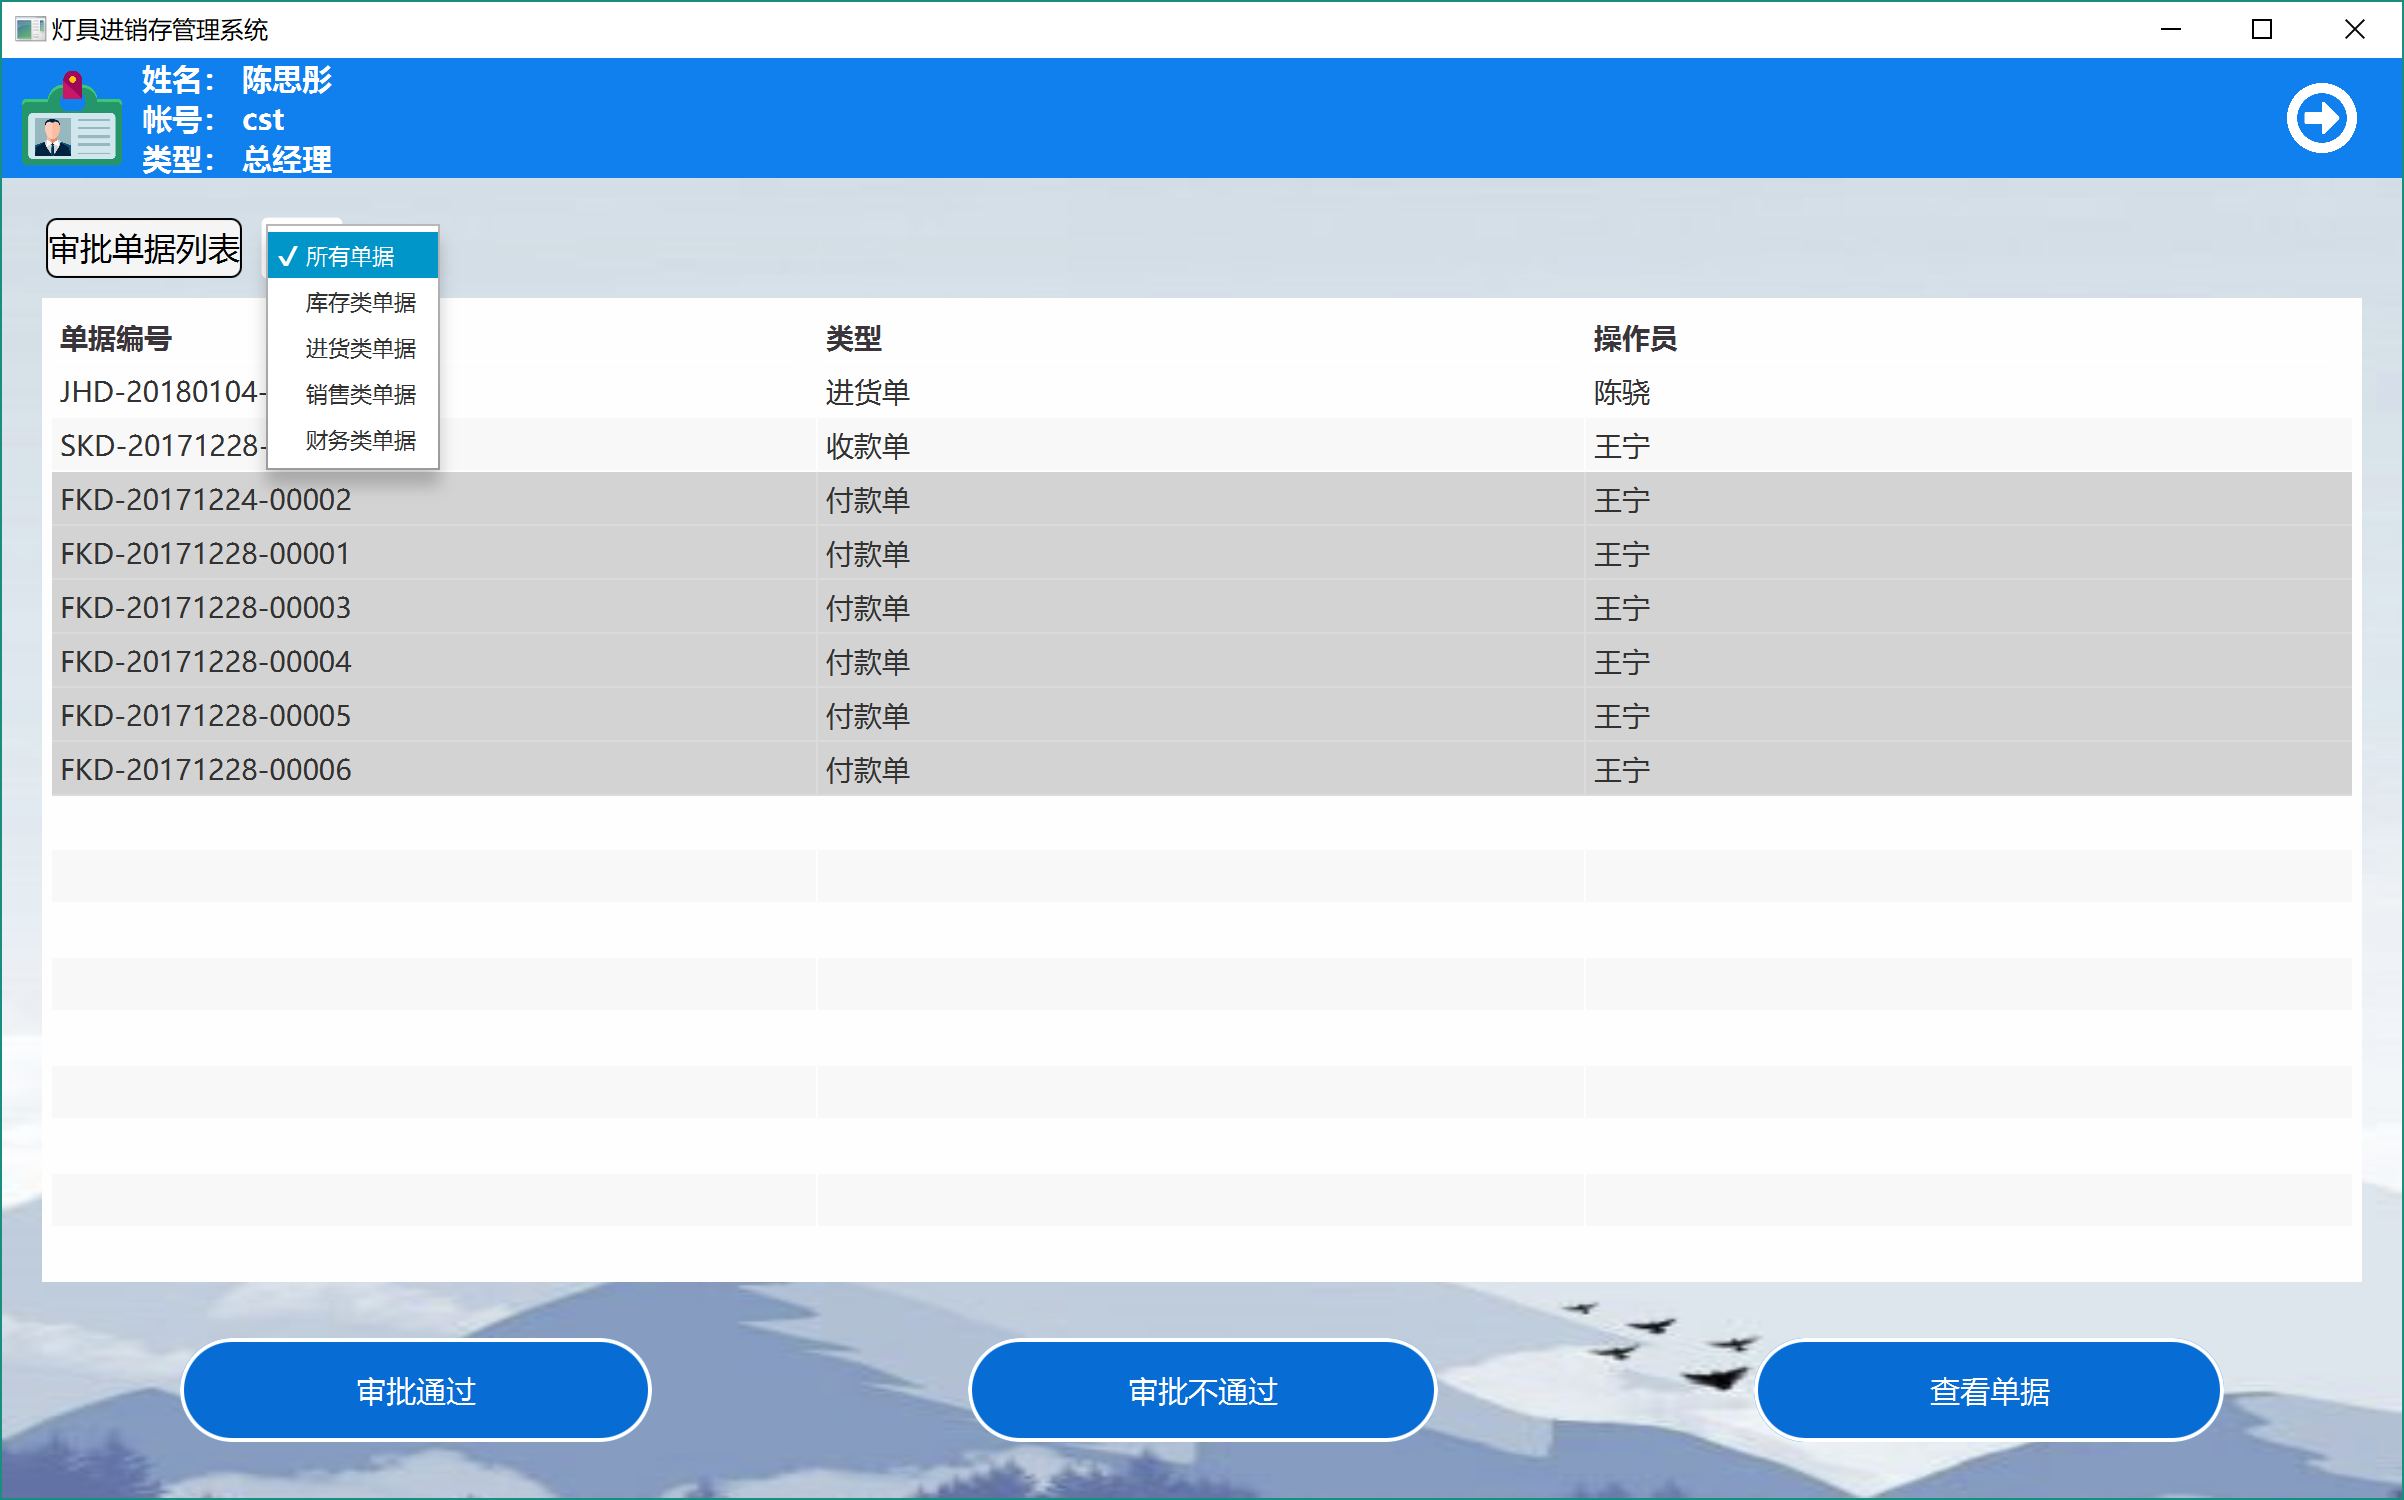 灯具进销存管理系统
姓名： 陈思彤
帐号： cst
类型： 总经理
审批单据列表
所有单据
库存类单据
进货类单据
销售类单据
财务类单据
单据编号 类型 操作员
JHD-20180104- 进货单 陈骁
SKD-20171228- 收款单 王宁
FKD-20171224-00002 付款单 王宁
FKD-20171228-00001 付款单 王宁
FKD-20171228-00003 付款单 王宁
FKD-20171228-00004 付款单 王宁
FKD-20171228-00005 付款单 王宁
FKD-20171228-00006 付款单 王宁
审批通过 审批不通过 查看单据